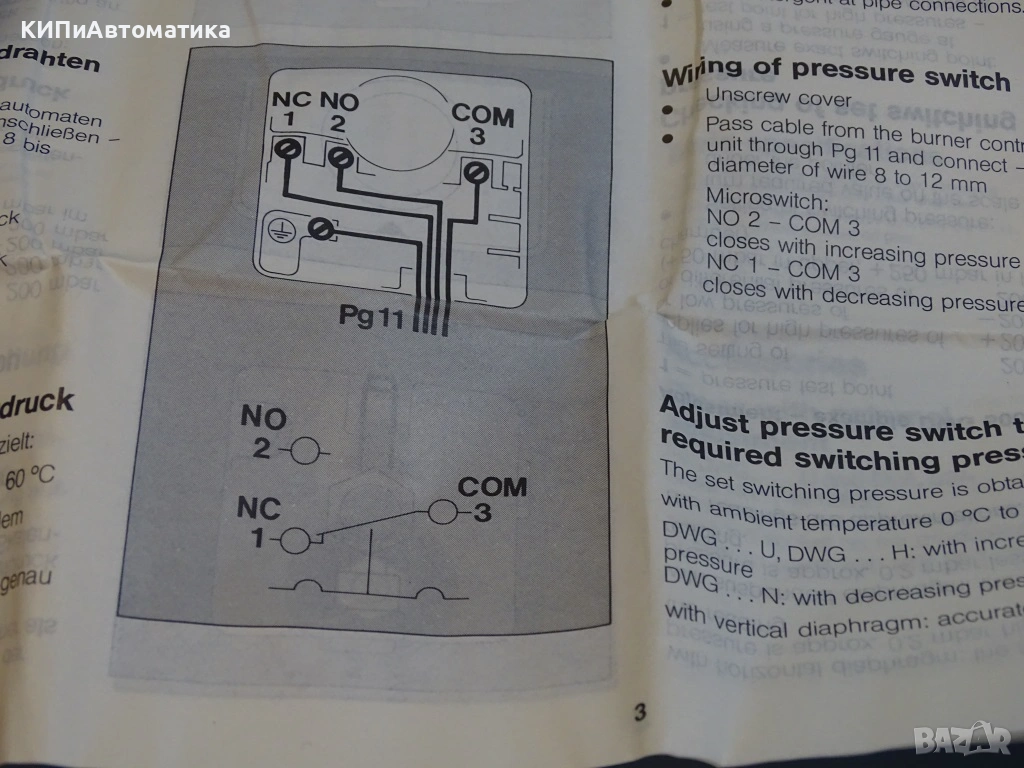 КИПиАвтоматика
drahten
automaten
nschließen –
8 bis
druck
zielt:
60 °C
dem
genau
NC NO
1 2
COM
3
Pg 11
NO
2
NC
1
COM
3
at pipe connections.
Wiring of pressure switch
• Unscrew cover
• Pass cable from the burner contr
unit through Pg 11 and connect –
diameter of wire 8 to 12 mm
Microswitch:
NO 2 – COM 3
closes with increasing pressure
NC 1 – COM 3
closes with decreasing pressure
Adjust pressure switch t
required switching press
The set switching pressure is obta
with ambient temperature 0 °C to
DWG . . . U, DWG . . . H: with incre
pressure
DWG . . . N: with decreasing pres
with vertical diaphragm: accurat
3
BAZAR